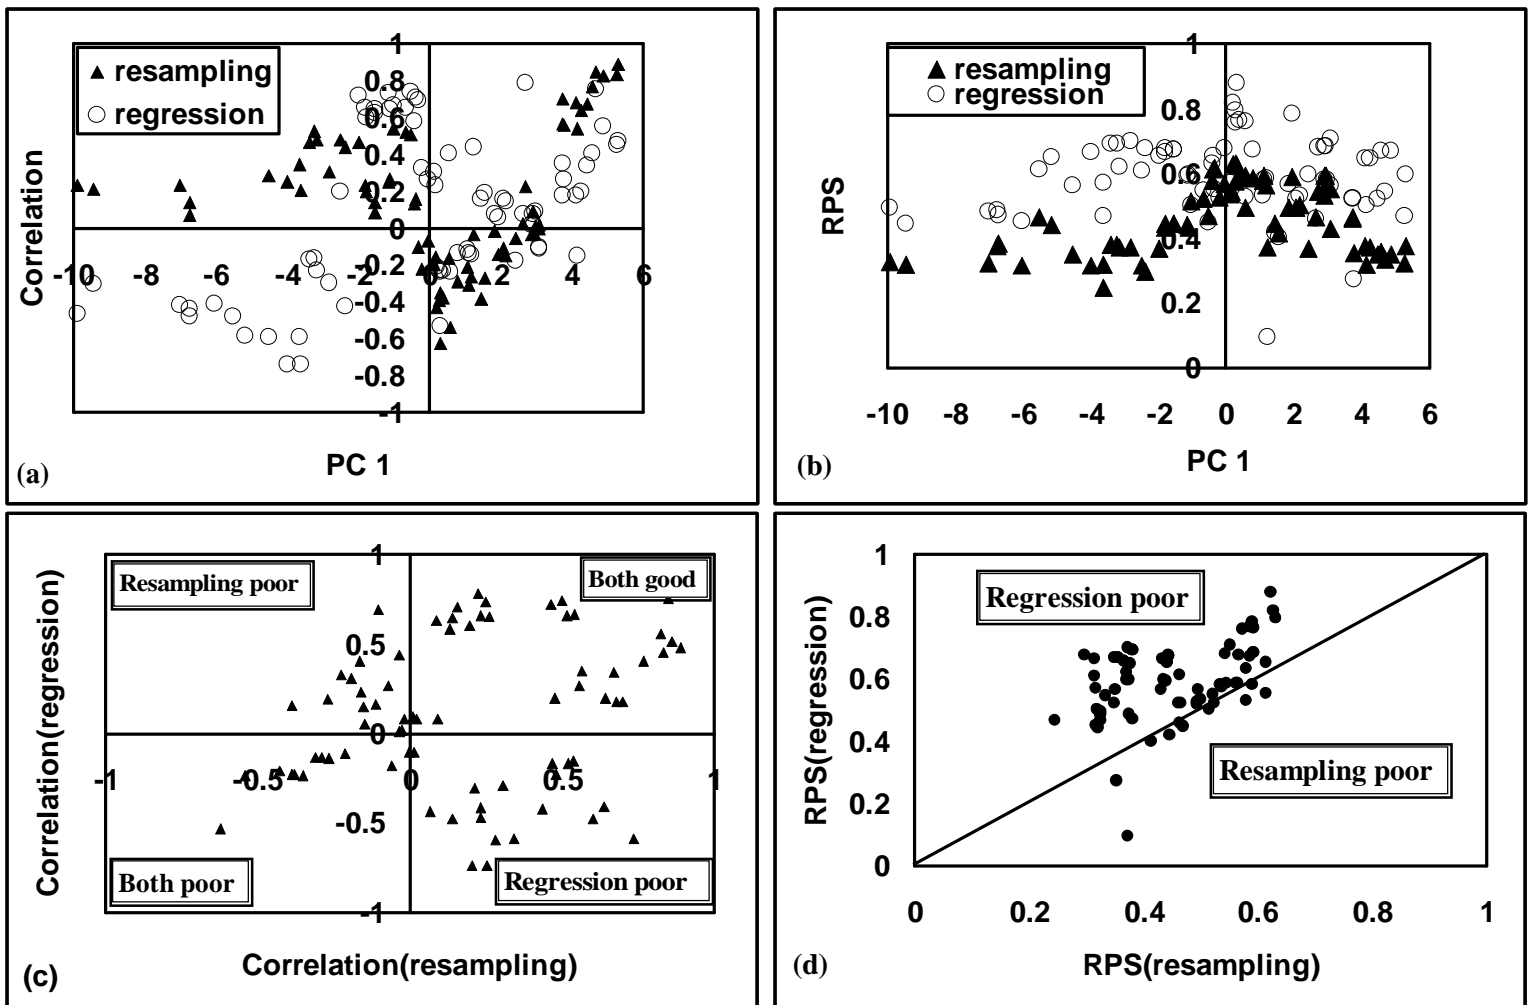 1
resampling
regression
0.8
0.6
0.4
0.2
0
-10
-8
-6
-4
-2
0
2
4
6
-0.2
-0.4
-0.6
-0.8
-1
Correlation
PC 1
(a)
1
resampling
regression
0.8
0.6
0.4
0.2
0
-10 -8 -6 -4 -2 0 2 4 6
RPS
PC 1
(b)
1
Resampling poor
Both good
0.5
0
-1 -0.5 0 0.5 1
-0.5
Both poor
Regression poor
-1
Correlation(regression)
Correlation(resampling)
(c)
1
Regression poor
0.8
0.6
0.4
Resampling poor
0.2
0
0 0.2 0.4 0.6 0.8 1
RPS(regression)
RPS(resampling)
(d)